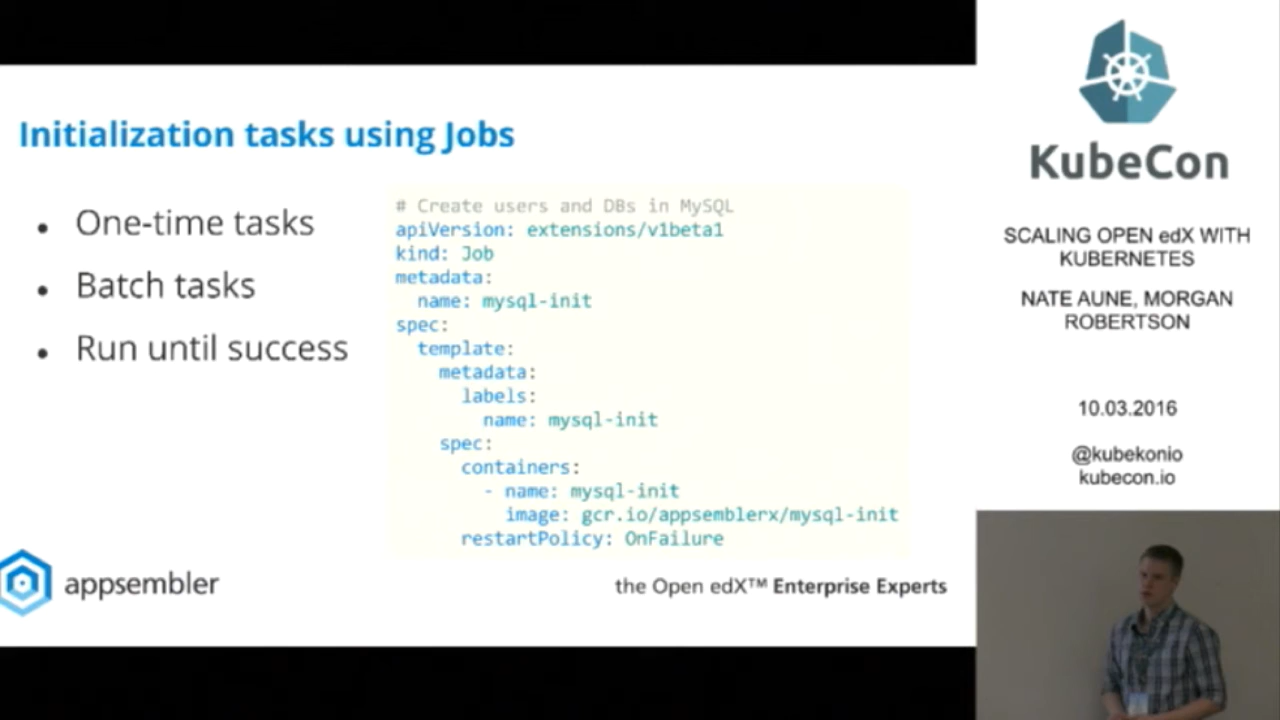 Initialization tasks using Jobs
• One-time tasks
• Batch tasks
• Run until success
# Create users and DBs in MySQL
apiVersion: extensions/v1beta1
kind: Job
metadata:
  name: mysql-init
spec:
  template:
    metadata:
      labels:
        name: mysql-init
    spec:
      containers:
        - name: mysql-init
          image: gcr.io/appsemblerx/mysql-init
      restartPolicy: OnFailure
appsembler
the Open edX™ Enterprise Experts
KubeCon
SCALING OPEN edX WITH
KUBERNETES
NATE AUNE, MORGAN
ROBERTSON
10.03.2016
@kubekonio
kubecon.io